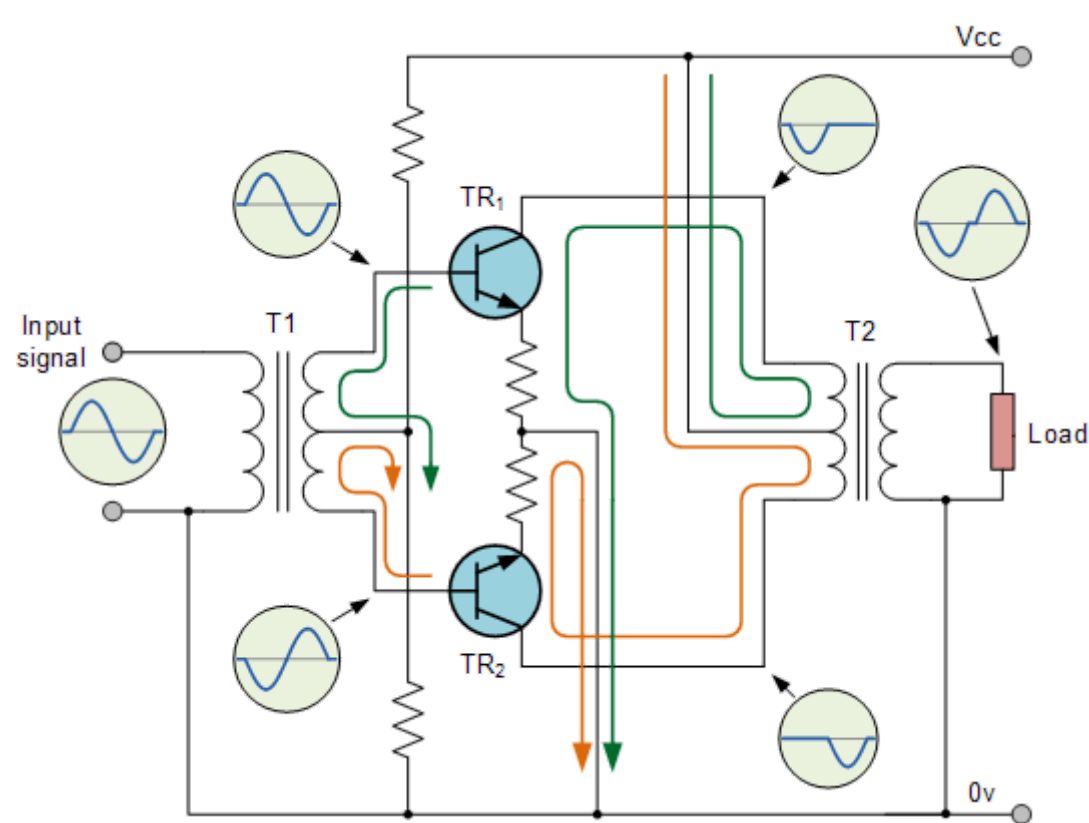 Vcc
TR₁
Input
signal
T1
T2
Load
TR₂
0v